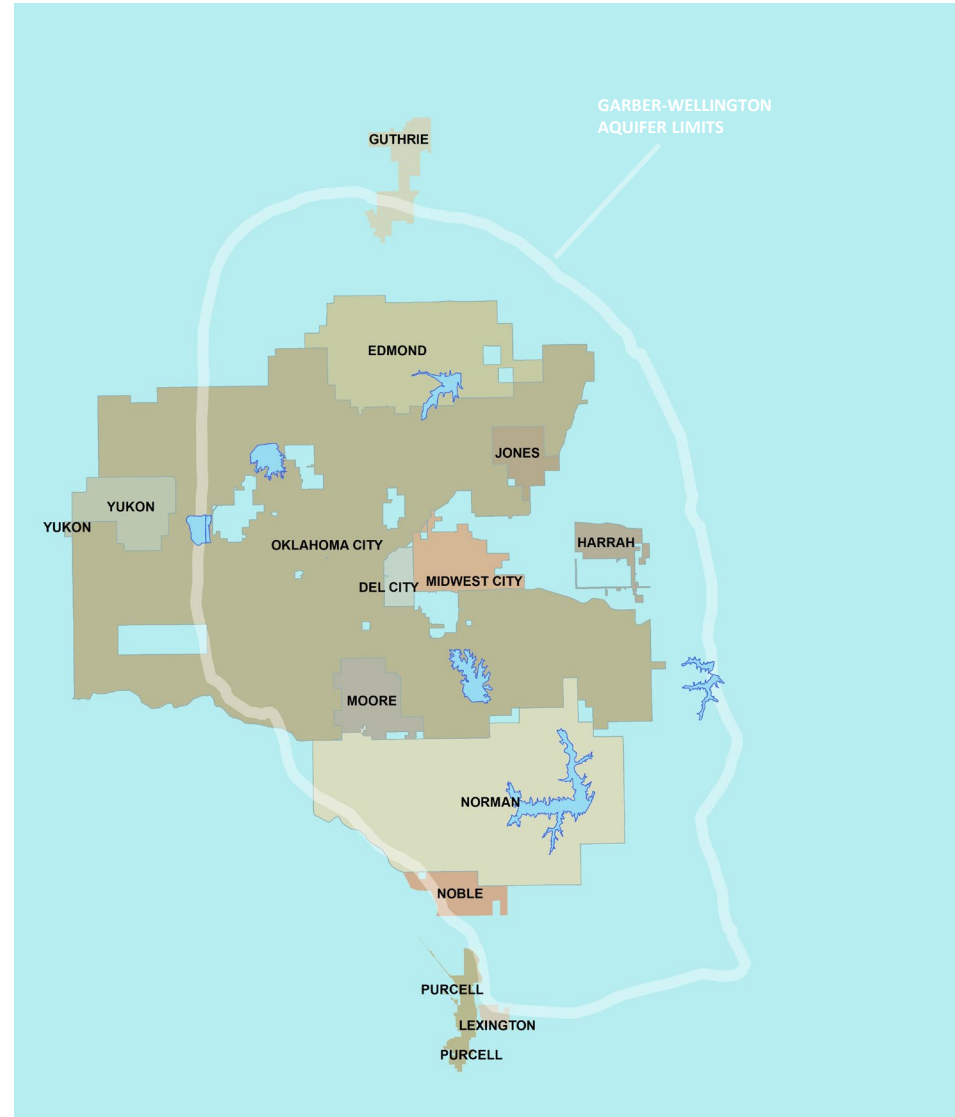 GARBER-WELLINGTON
AQUIFER LIMITS
GUTHRIE
EDMOND
JONES
YUKON
YUKON
OKLAHOMA CITY
HARRAH
DEL CITY
MIDWEST CITY
MOORE
NORMAN
NOBLE
PURCELL
LEXINGTON
PURCELL